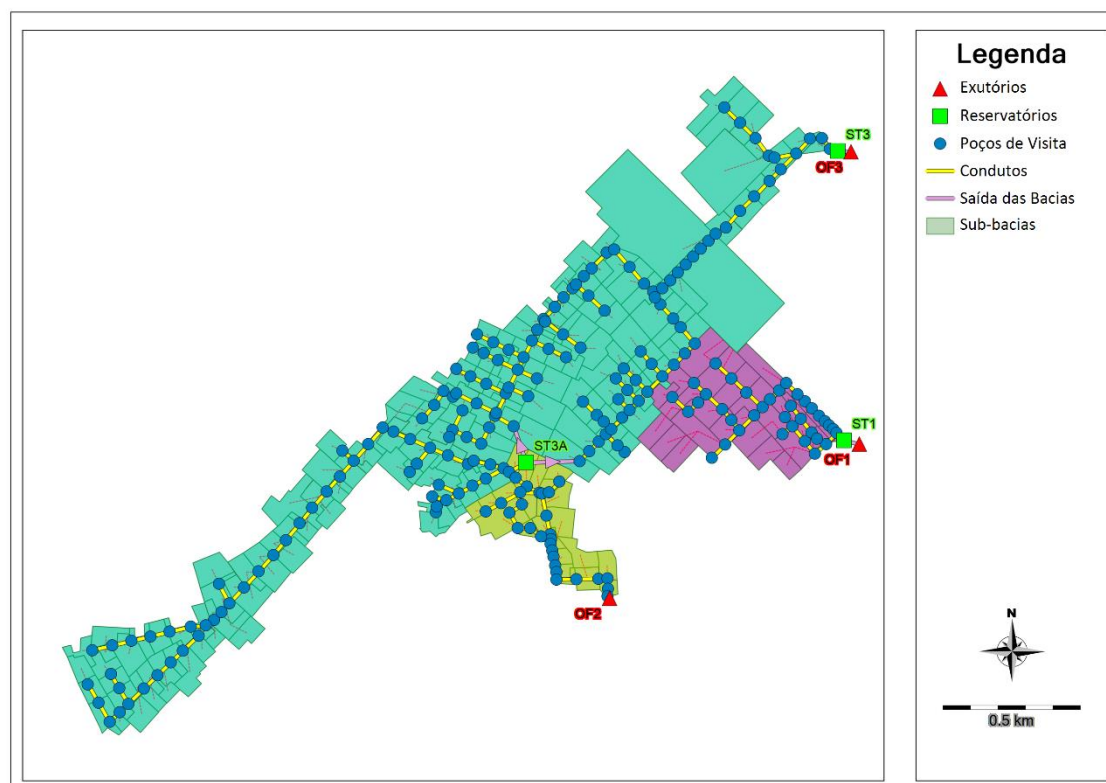 Legenda
Exutórios
Reservatórios
Poços de Visita
Condutos
Saída das Bacias
Sub-bacias
ST3
OF3
ST1
OF1
ST3A
OF2
N
0.5 km